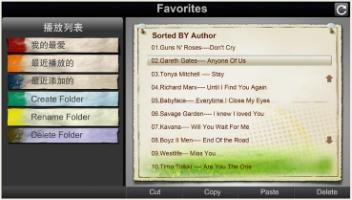 Favorites
播放列表
我的最爱
最近播放的
最近添加的
Create Folder
Rename Folder
Delete Folder
Sorted BY Author
01.Guns N' Roses----Don't Cry
02.Gareth Gates---- Anyone Of Us
03.Tonya Mitchell ---- Stay
04.Richard Marx---- Until I Find You Again
05.Babyface---- Everytime I Close My Eyes
06.Savage Garden---- I knew I loved You
07.Kavana---- Will You Wait For Me
08.Boyz II Men---- End Of the Road
09.Westlife---- Miss You
10.Timo Tolkki ---- Are You The One
Cut
Copy
Paste
Delete